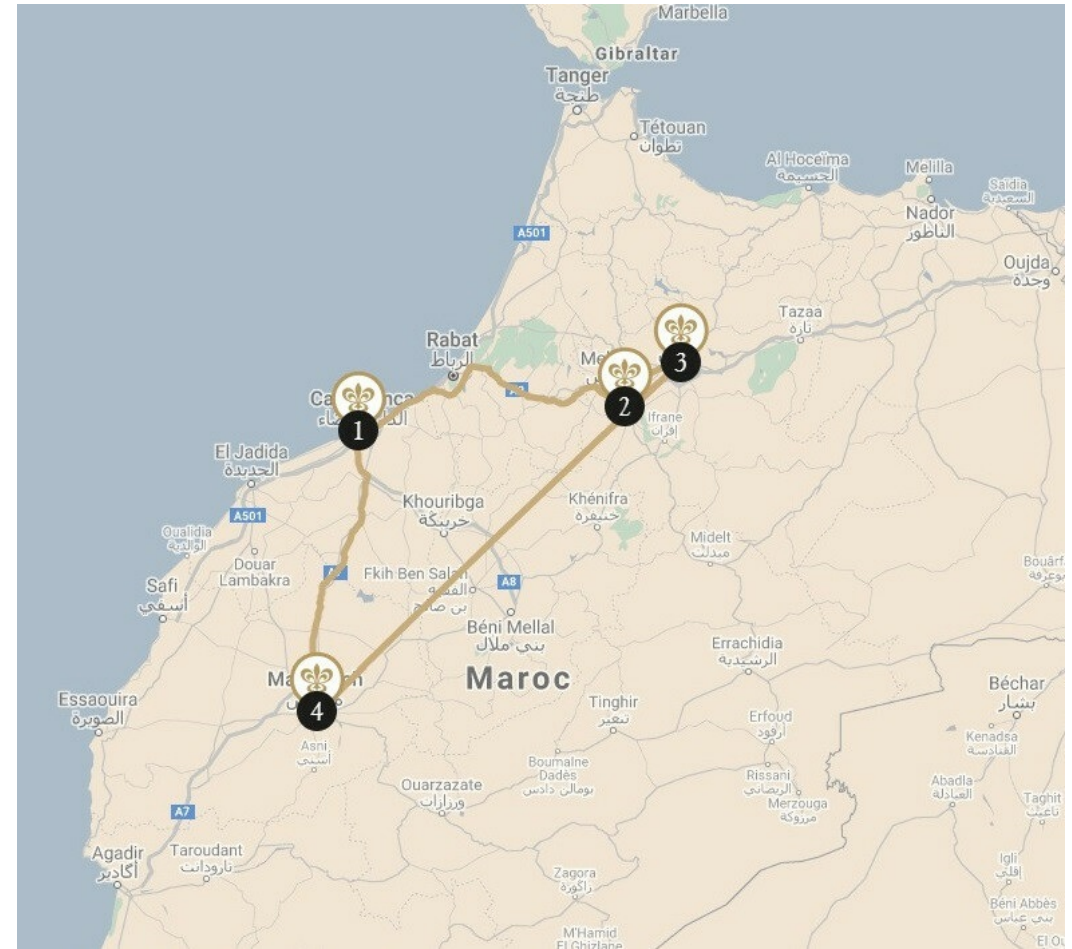 Marbella
Gibraltar
Tanger
طنجة
Tétouan
تطوان
Al Hoceïma
الحسيمة
Melilla
Saïdia
السعيدية
Nador
الناظور
A501
Oujda
وجدة
Tazaa
تازة
Rabat
الرباط
3
2
1
Ifrane
إفران
El Jadida
الجديدة
Khouribga
خريبكة
Khénifra
خنيفرة
A501
Oualidia
الوالدية
Midelt
ميدلت
Douar
Lambakra
Fkih Ben Salah
الفقيه
بن صالح
A8
Safi
أسفي
Béni Mellal
بني ملال
Errachidia
الرشيدية
Maroc
Essaouira
الصويرة
4
Tinghir
تنغير
Béchar
بشار
Erfoud
أرفود
Kenadsa
القنادسة
Asni
أسني
Boumalne
Dadès
بومالن دادس
Ouarzazate
ورزازات
Rissani
الريصاني
Merzouga
مرزوكة
Abadla
العبادلة
Taghit
تاغيت
A7
Agadir
أكادير
Taroudant
تارودانت
Zagora
زاكورة
Igli
إقلي
Béni Abbès
بني عباس
M'Hamid
El Ghizlane